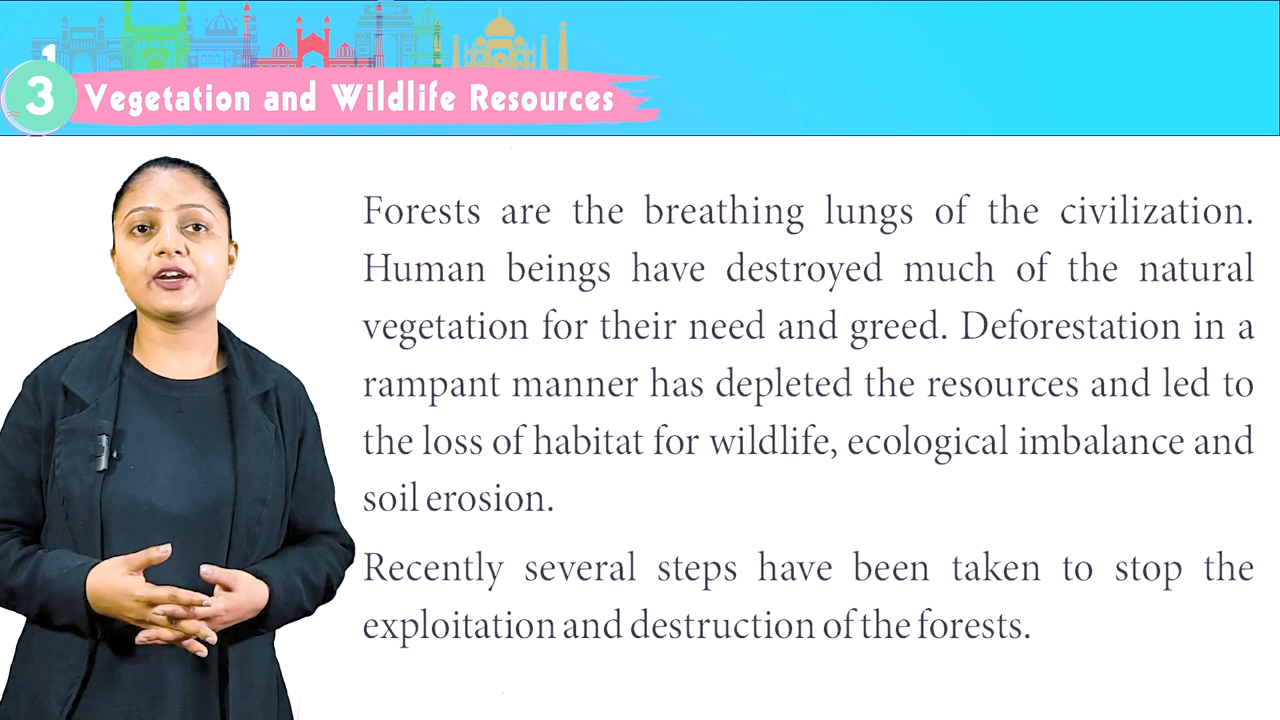 1
3 Vegetation and Wildlife Resources
Forests are the breathing lungs of the civilization.
Human beings have destroyed much of the natural
vegetation for their need and greed. Deforestation in a
rampant manner has depleted the resources and led to
the loss of habitat for wildlife, ecological imbalance and
soil erosion.
Recently several steps have been taken to stop the
exploitation and destruction of the forests.